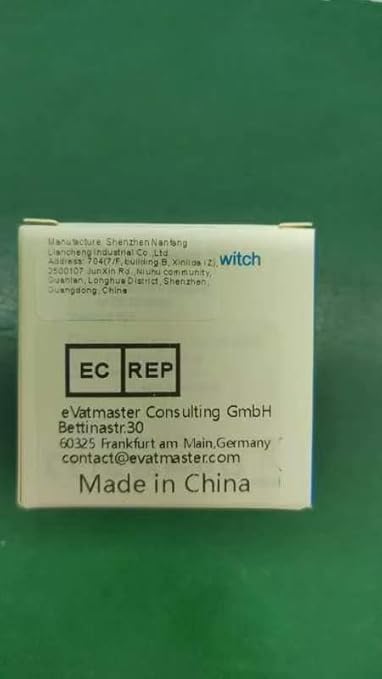 Manufacture: Shenzhen Nanfang
Liancheng Industrial Co.,Ltd.
Address: 704(7/F, building B, Xinlida (Z), witch
2500107 JunXin Rd., Niuhu community,
Guanlan, Longhua District, Shenzhen,
Guangdong, China
EC REP
eVatmaster Consulting GmbH
Bettinastr.30
60325 Frankfurt am Main,Germany
contact@evatmaster.com
Made in China